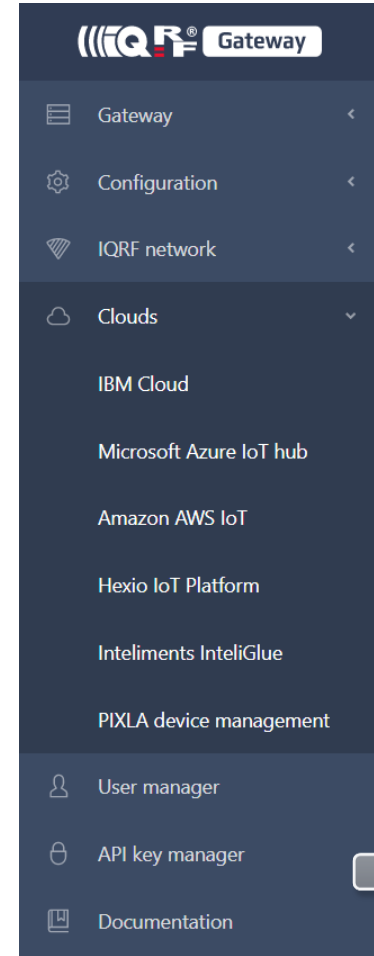 IQRF® Gateway
Gateway
Configuration
IQRF network
Clouds
IBM Cloud
Microsoft Azure IoT hub
Amazon AWS IoT
Hexio IoT Platform
Inteliments InteliGlue
PIXLA device management
User manager
API key manager
Documentation